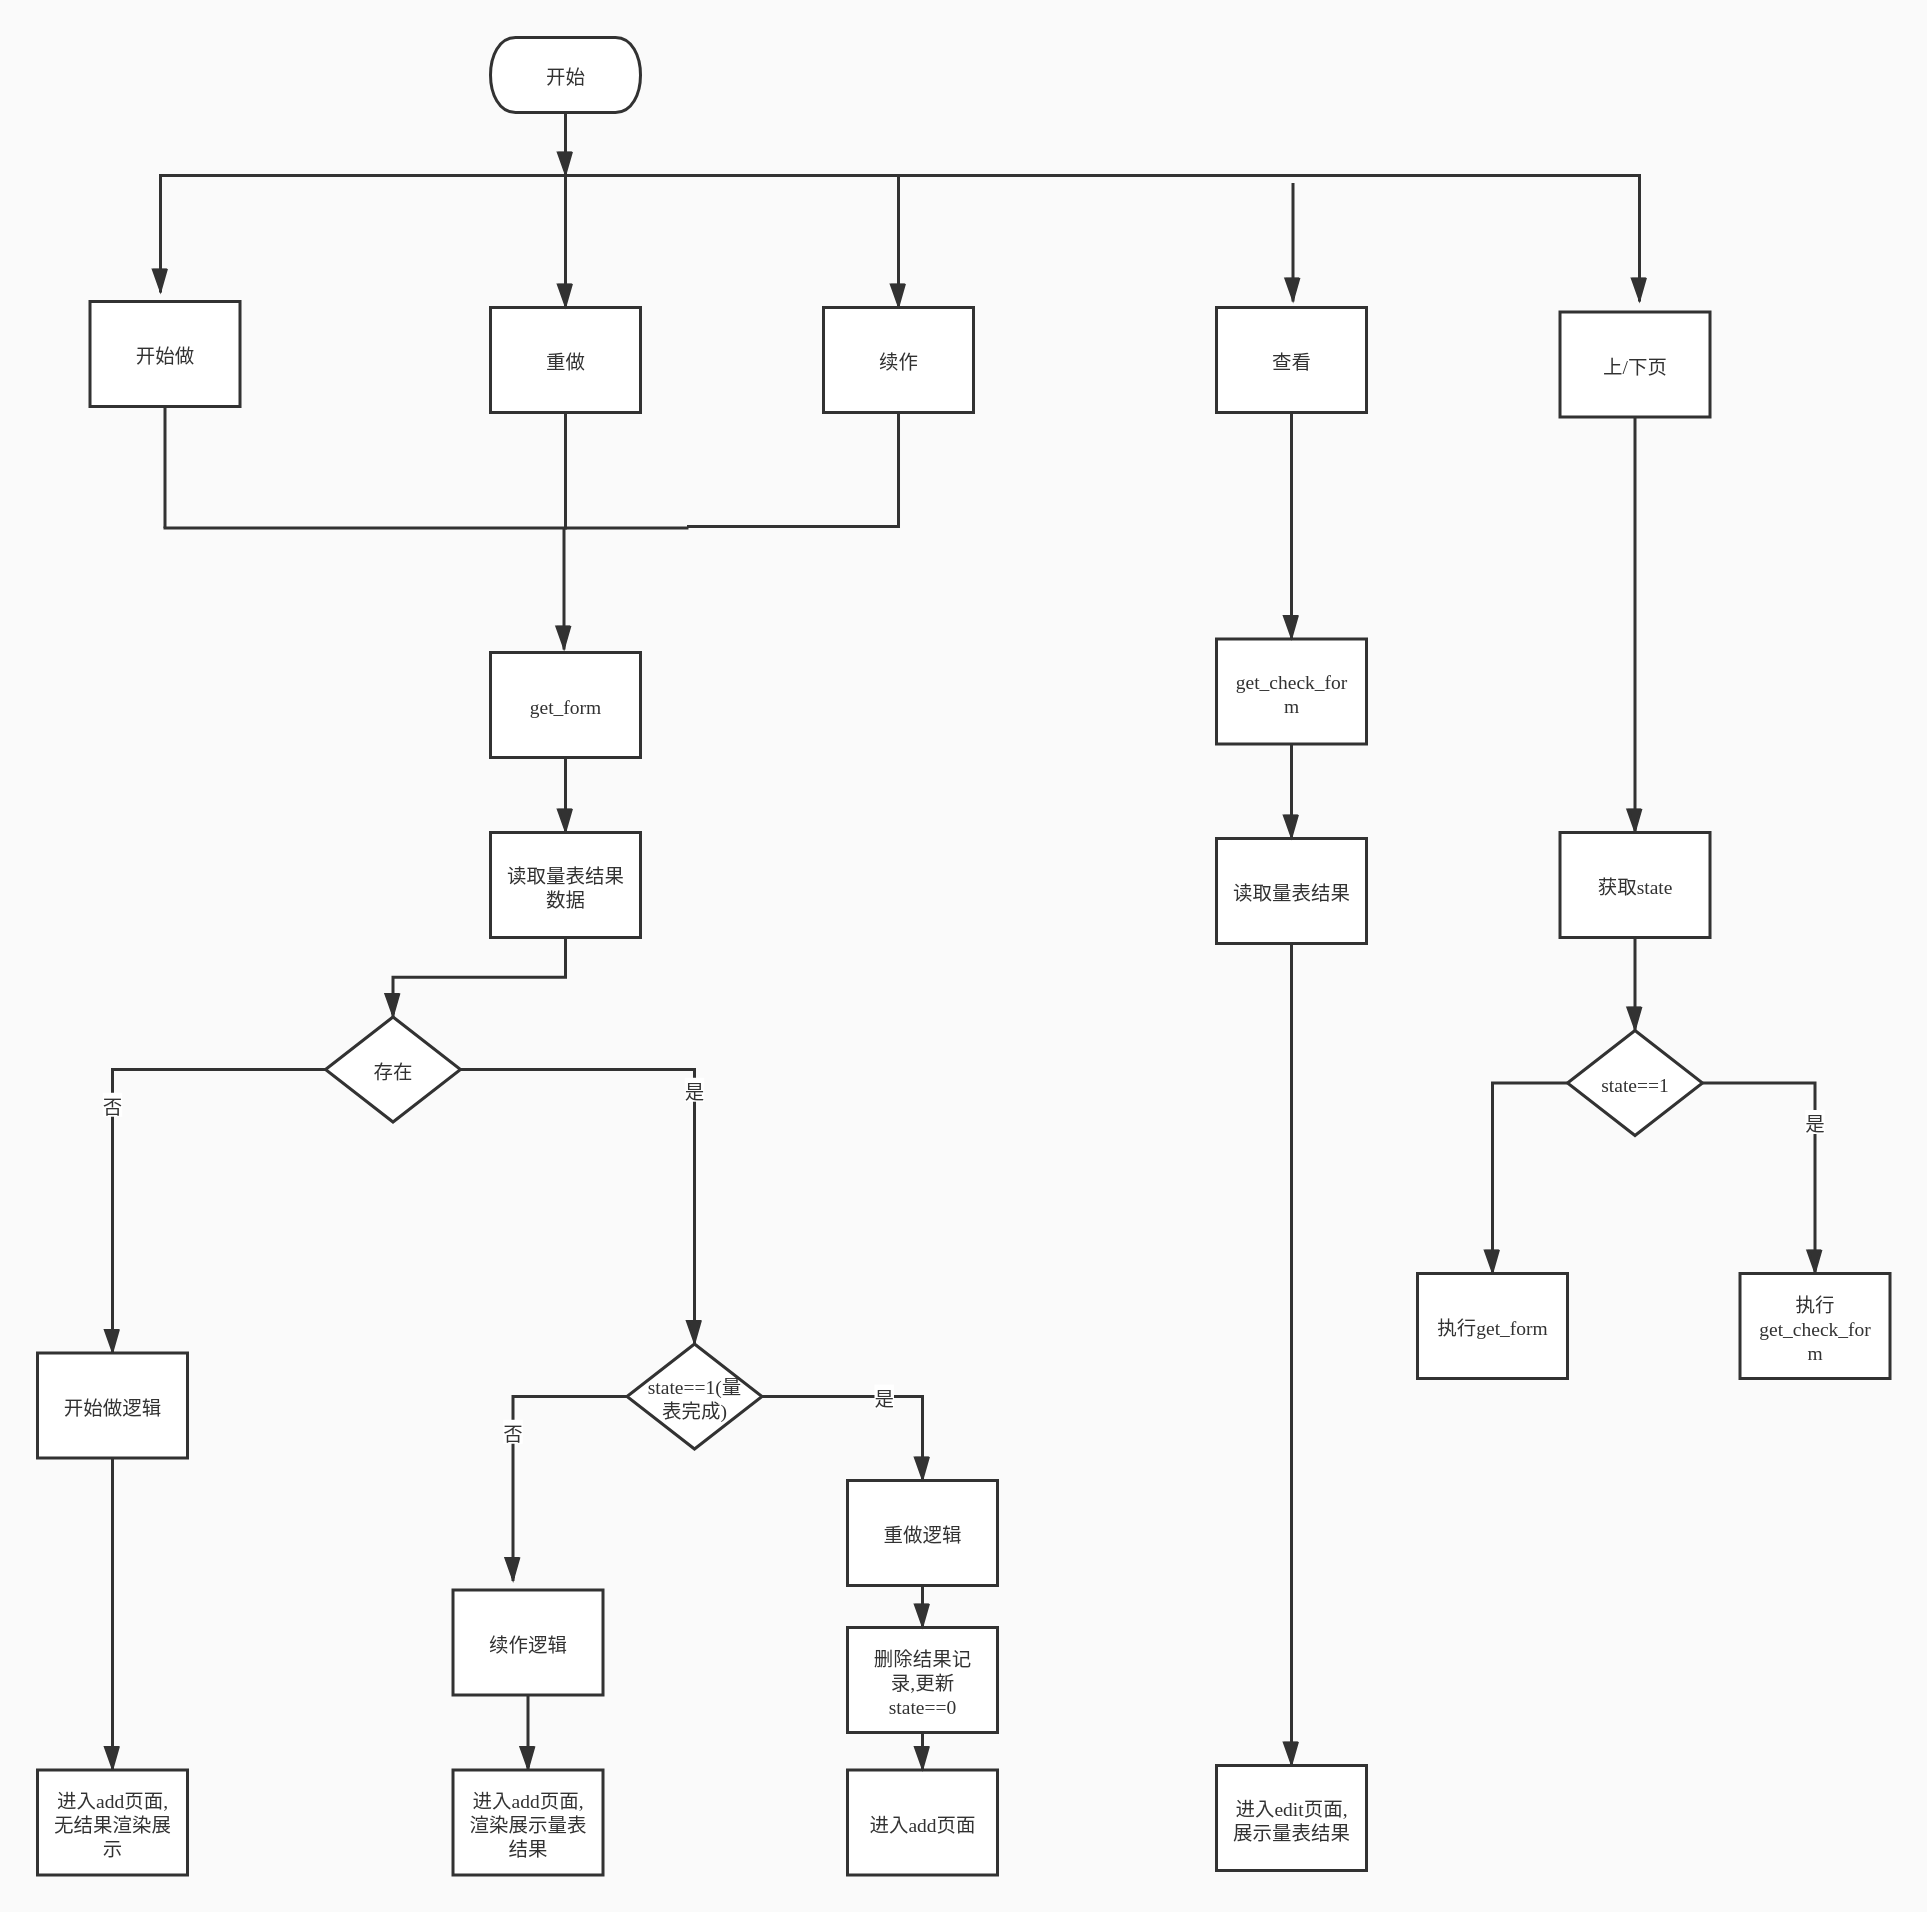 开始
开始做
重做
续作
查看
上/下页
get_form
get_check_for
m
读取量表结果
数据
读取量表结果
获取state
存在
否
是
state==1
是
执行get_form
执行
get_check_for
m
开始做逻辑
state==1(量
表完成)
否
是
重做逻辑
续作逻辑
删除结果记
录,更新
state==0
进入add页面,
无结果渲染展
示
进入add页面,
渲染展示量表
结果
进入add页面
进入edit页面,
展示量表结果